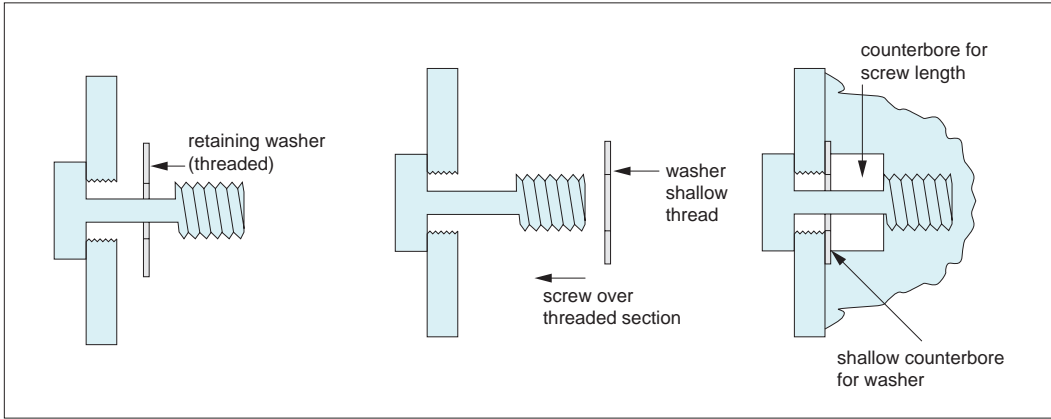 retaining washer
(threaded)
washer
shallow
thread
screw over
threaded section
counterbore for
screw length
shallow counterbore
for washer